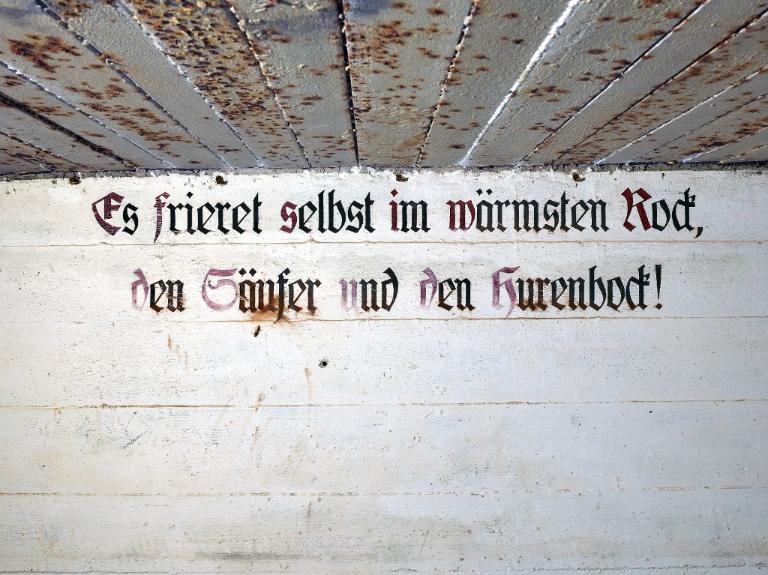 Es frieret selbst im wärmsten Rock,
den Säufer und den Hurenbock!